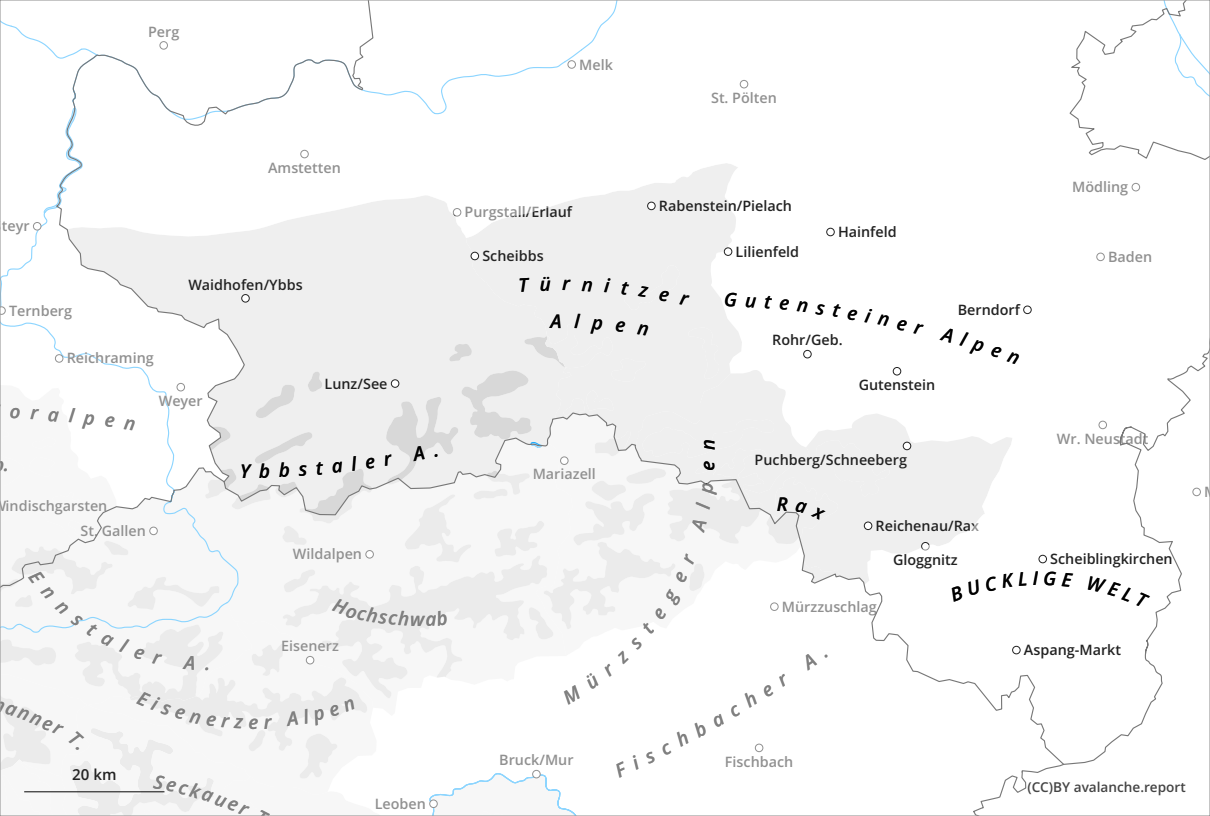 Perg
Melk
St. Pölten
Amstetten
Mödling
Purgstall/Erlauf
Rabenstein/Pielach
teyr
Hainfeld
Scheibbs
Lilienfeld
Baden
Waidhofen/Ybbs
Türnitzer
Alpen
Gutensteiner Alpen
Ternberg
Berndorf
Rohr/Geb.
Reichraming
Lunz/See
Gutenstein
Weyer
oralpen
Wr. Neustadt
Ybbstaler A.
Puchberg/Schneeberg
Mariazell
Windischgarsten
Rax
St. Gallen
Reichenau/Rax
Wildalpen
Gloggnitz
Scheiblingkirchen
BUCKLIGE WELT
Ennstaler A.
Hochschwab
Mürzsteger Alpen
Mürzzuschlag
Eisenerz
Aspang-Markt
Eisenerzer Alpen
Fischbacher A.
anner T.
Bruck/Mur
Fischbach
20 km
Seckauer T
Leoben
(CC)BY avalanche.report